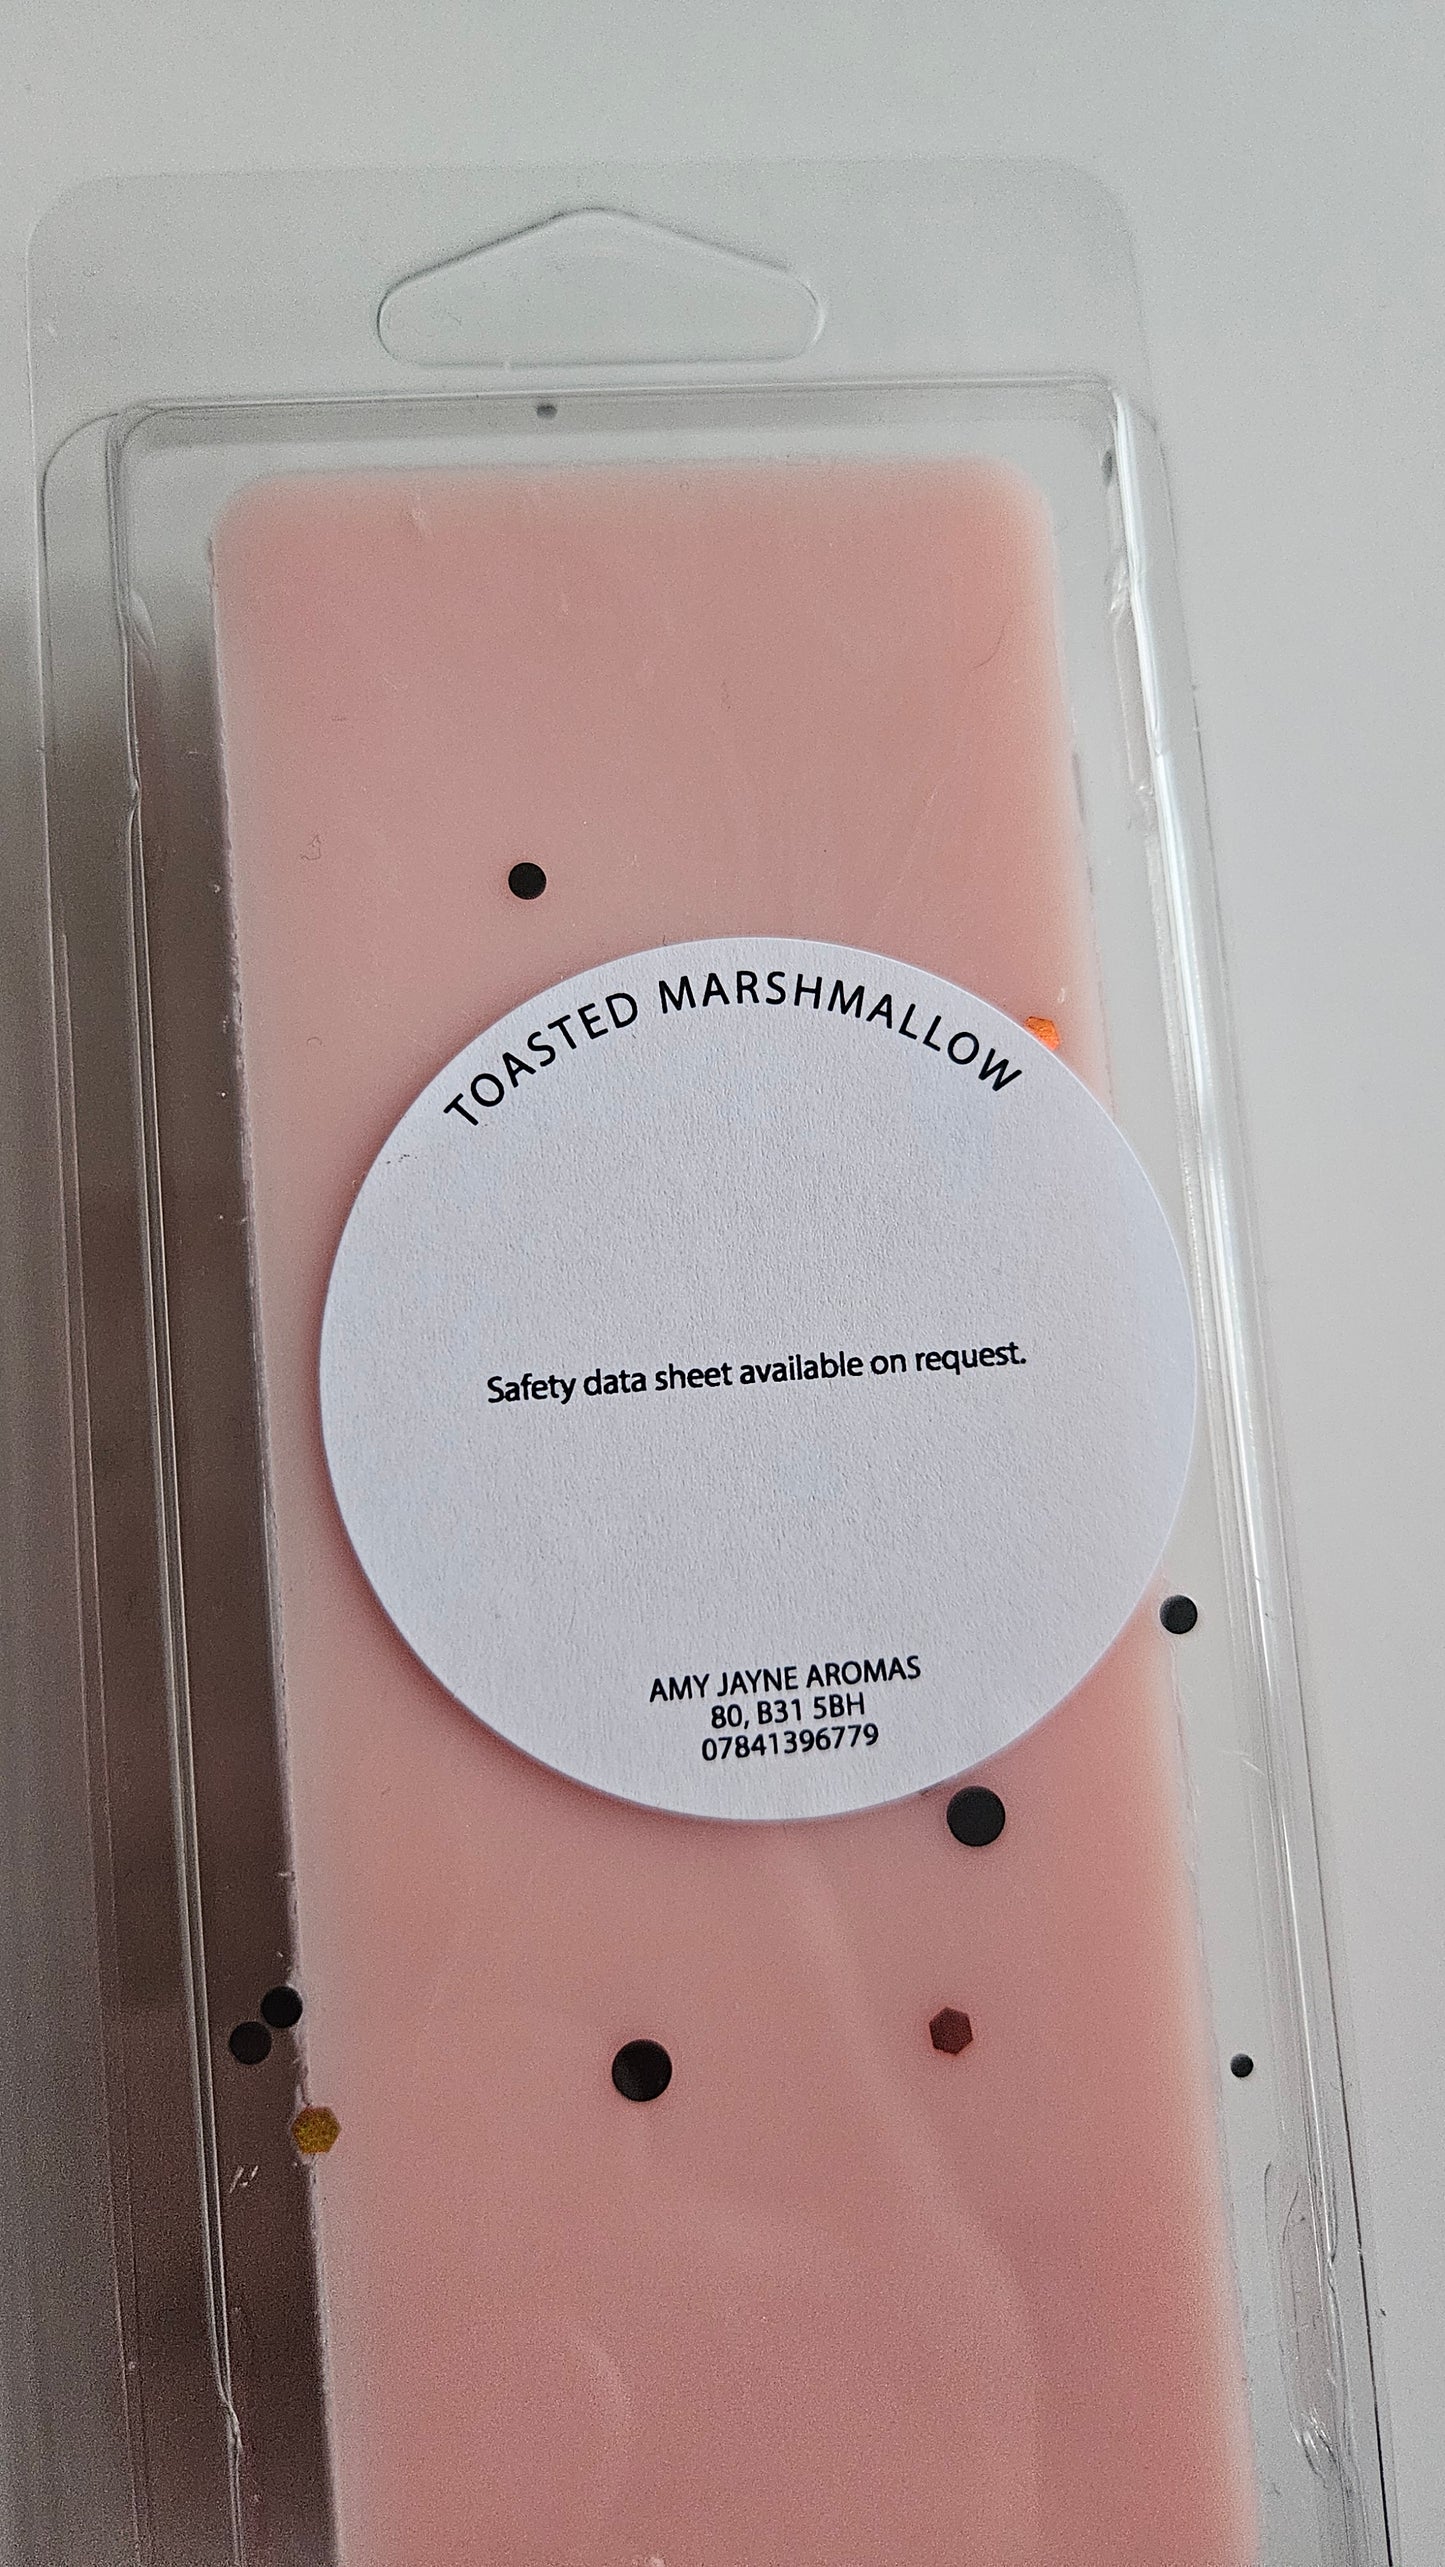 TOASTED MARSHMALLOW
Safety data sheet available on request.
AMY JAYNE AROMAS
80, B31 5BH
07841396779